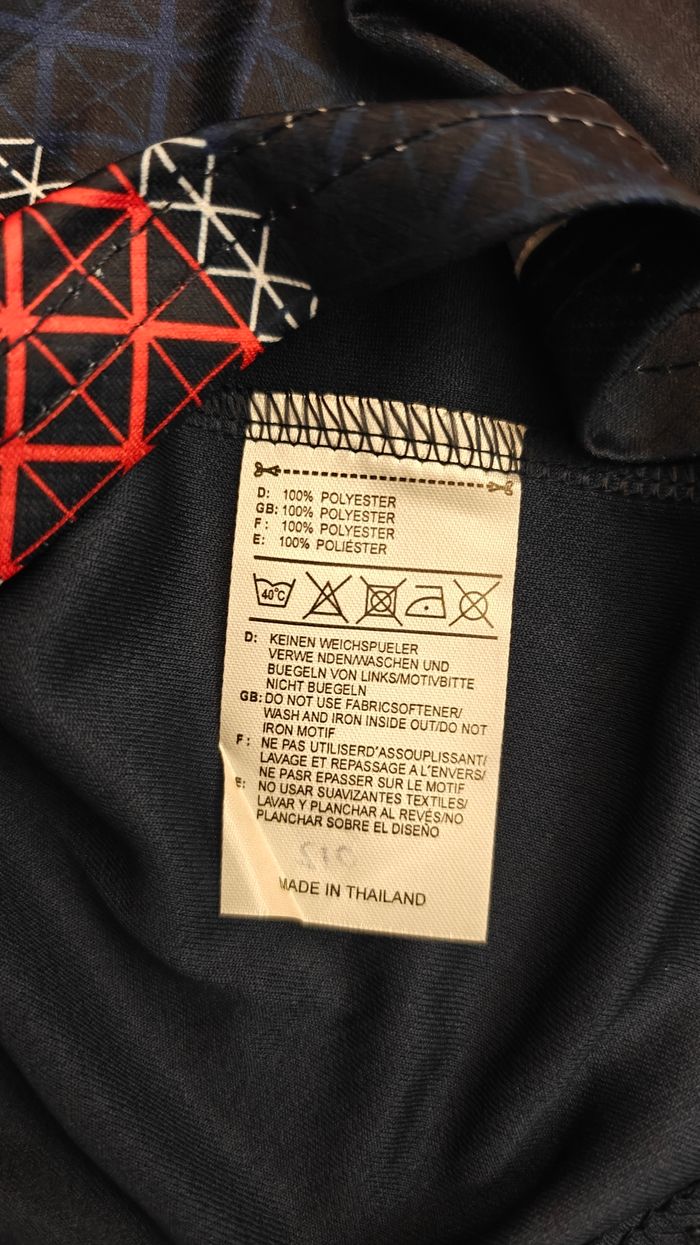 D: 100% POLYESTER
GB: 100% POLYESTER
F: 100% POLYESTER
E: 100% POLIÉSTER
40°C
D: KEINEN WEICHSPUELER
VERWE NDEN/WASCHEN UND
BUEGELN VON LINKS/MOTIVBITTE
NICHT BUEGELN
GB: DO NOT USE FABRICSOFTENER/
WASH AND IRON INSIDE OUT/DO NOT
IRON MOTIF
F: NE PAS UTILISERD'ASSOUPLISSANT/
LAVAGE ET REPASSAGE A L'ENVERS/
NE PASR EPASSER SUR LE MOTIF
E: NO USAR SUAVIZANTES TEXTILES/
LAVAR Y PLANCHAR AL REVÉS/NO
PLANCHAR SOBRE EL DISEÑO
MADE IN THAILAND